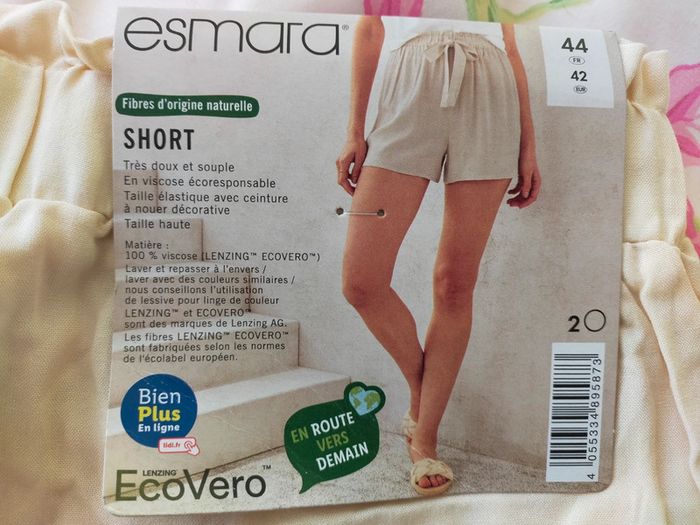 esmara®
44
FR
42
EUR
Fibres d'origine naturelle
SHORT
Très doux et souple
En viscose écoresponsable
Taille élastique avec ceinture
à nouer décorative
Taille haute
Matière :
100 % viscose (LENZING™ ECOVERO™)
Laver et repasser à l'envers /
laver avec des couleurs similaires /
nous conseillons l'utilisation
de lessive pour linge de couleur
LENZING™ et ECOVERO™
sont des marques de Lenzing AG.
Les fibres LENZING™ ECOVERO™
sont fabriquées selon les normes
de l'écolabel européen.
2
Bien
Plus
En ligne
lidl.fr
EN ROUTE
VERS
DEMAIN
LENZING™
EcoVero
4 055334 895873